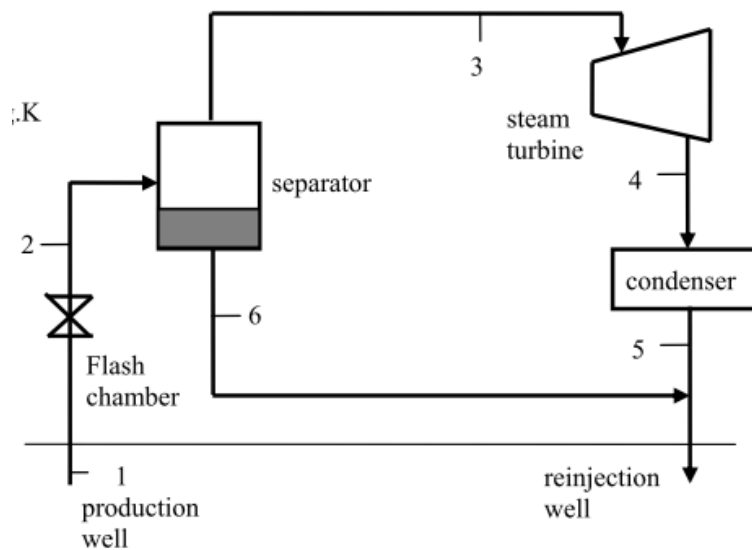 3
g.K
steam
turbine
separator
4
2
condenser
6
5
Flash
chamber
1
production
well
reinjection
well